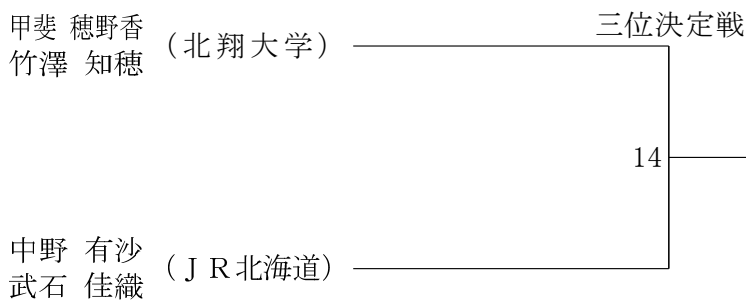 三位決定戦
甲斐 穂野香
竹澤 知穂
（北翔大学）
14
中野 有沙
武石 佳織
（ＪＲ北海道）